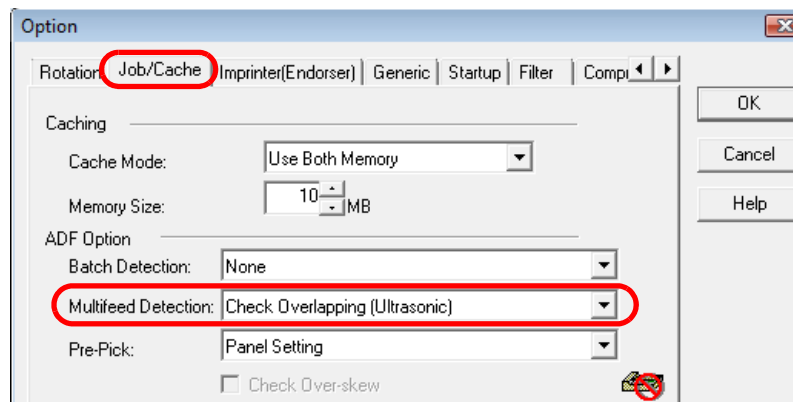 Option
Rotation Job/Cache Imprinter(Endorser) Generic Startup Filter
OK
Caching
Cache Mode: Use Both Memory
Cancel
Memory Size: 10 MB
Help
ADF Option
Batch Detection: None
Multifeed Detection: Check Overlapping (Ultrasonic)
Pre-Pick: Panel Setting
Check Over-skew